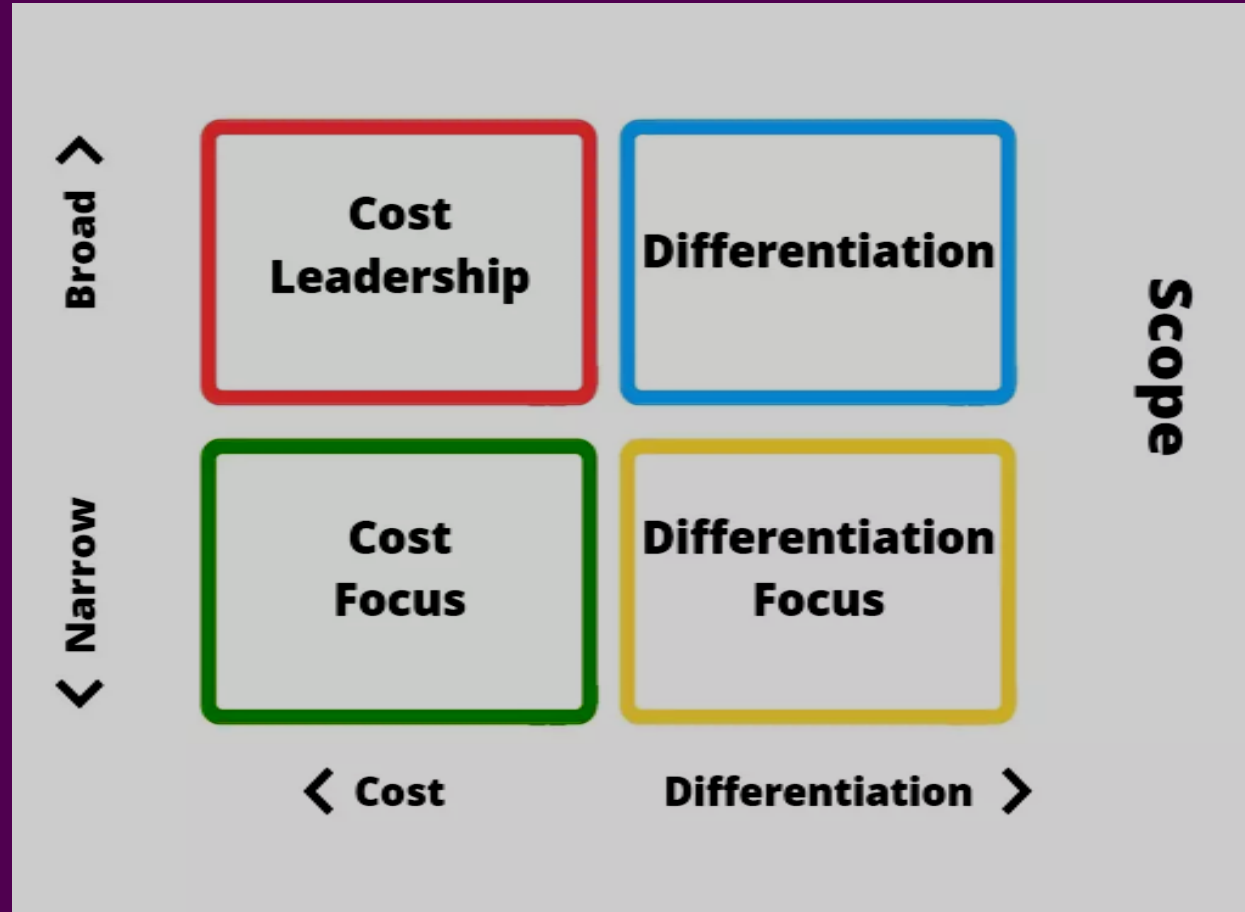 Broad
Cost
Leadership
Differentiation
Scope
Narrow
Cost
Focus
Differentiation
Focus
Cost
Differentiation